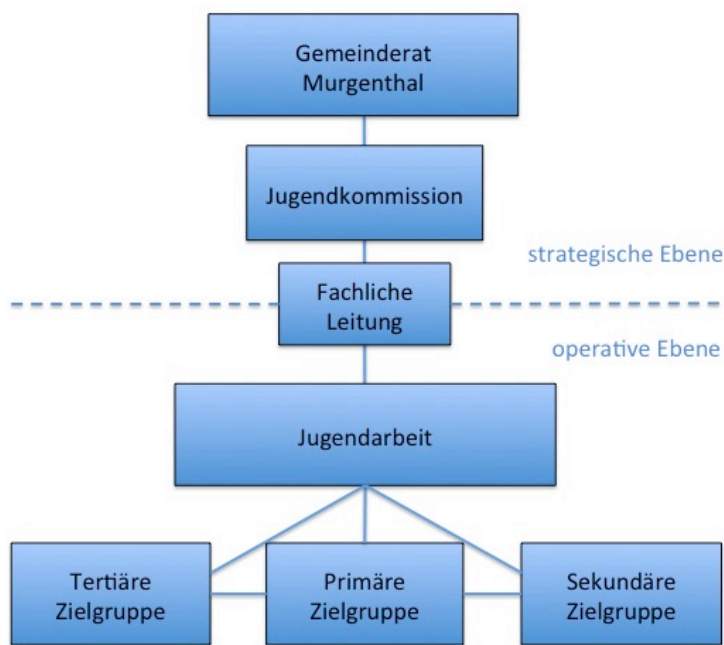 Gemeinderat
Murgenthal
Jugendkommission
strategische Ebene
Fachliche
Leitung
operative Ebene
Jugendarbeit
Tertiäre
Zielgruppe
Primäre
Zielgruppe
Sekundäre
Zielgruppe